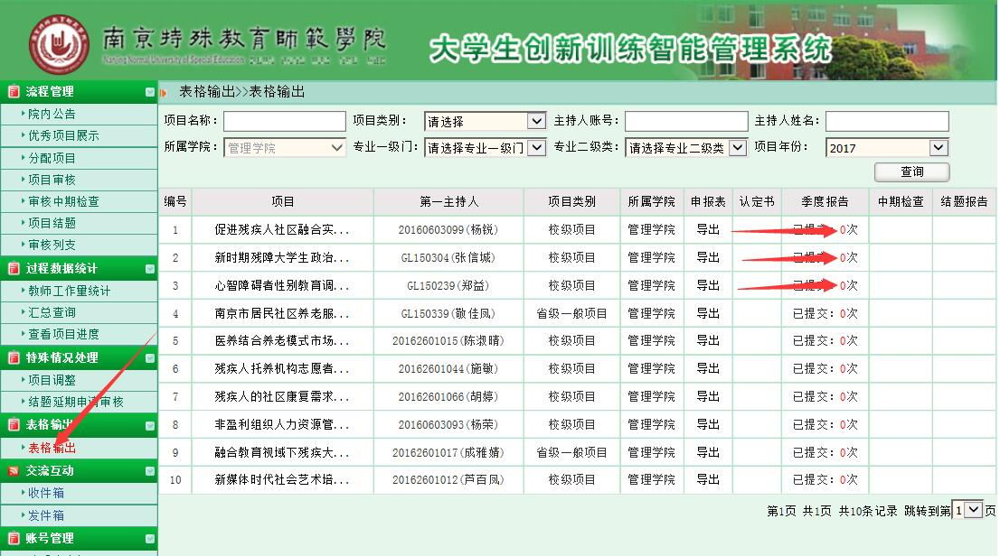 南京特殊教育師範學院
Nanjing Normal University of Special Education
大学生创新训练智能管理系统
流程管理
院内公告
优秀项目展示
分配项目
项目审核
审核中期检查
项目结题
审核列支
过程数据统计
教师工作量统计
汇总查询
查看项目进度
特殊情况处理
项目调整
结题延期申请审核
表格输出
表格输出
交流互动
收件箱
发件箱
账号管理
表格输出>>表格输出
项目名称: 项目类别: 请选择 主持人账号: 主持人姓名:
所属学院: 管理学院 专业一级门: 请选择专业一级门 专业二级类: 请选择专业二级类 项目年份: 2017
查询
编号 项目 第一主持人 项目类别 所属学院 申报表 认定书 季度报告 中期检查 结题报告
1 促进残疾人社区融合实... 20160603099(杨锐) 校级项目 管理学院 导出 已提交: 0次
2 新时期残障大学生政治... GL150304(张信城) 校级项目 管理学院 导出 已提交: 0次
3 心智障碍者性别教育调... GL150239(郑益) 校级项目 管理学院 导出 已提交: 0次
4 南京市居民社区养老服... GL150339(敬佳凤) 省级一般项目 管理学院 导出 已提交: 0次
5 医养结合养老模式市场... 20162601015(陈淑晴) 校级项目 管理学院 导出 已提交: 0次
6 残疾人托养机构志愿者... 20162601044(施敏) 校级项目 管理学院 导出 已提交: 0次
7 残疾人的社区康复需求... 20162601066(胡婷) 校级项目 管理学院 导出 已提交: 0次
8 非盈利组织人力资源管... 20160603093(杨荣) 校级项目 管理学院 导出 已提交: 0次
9 融合教育视域下残疾大... 20162601017(成雅婧) 省级一般项目 管理学院 导出 已提交: 0次
10 新媒体时代社会艺术培... 20162601012(芦百凤) 校级项目 管理学院 导出 已提交: 0次
第1页 共1页 共10条记录 跳转到第 1 页